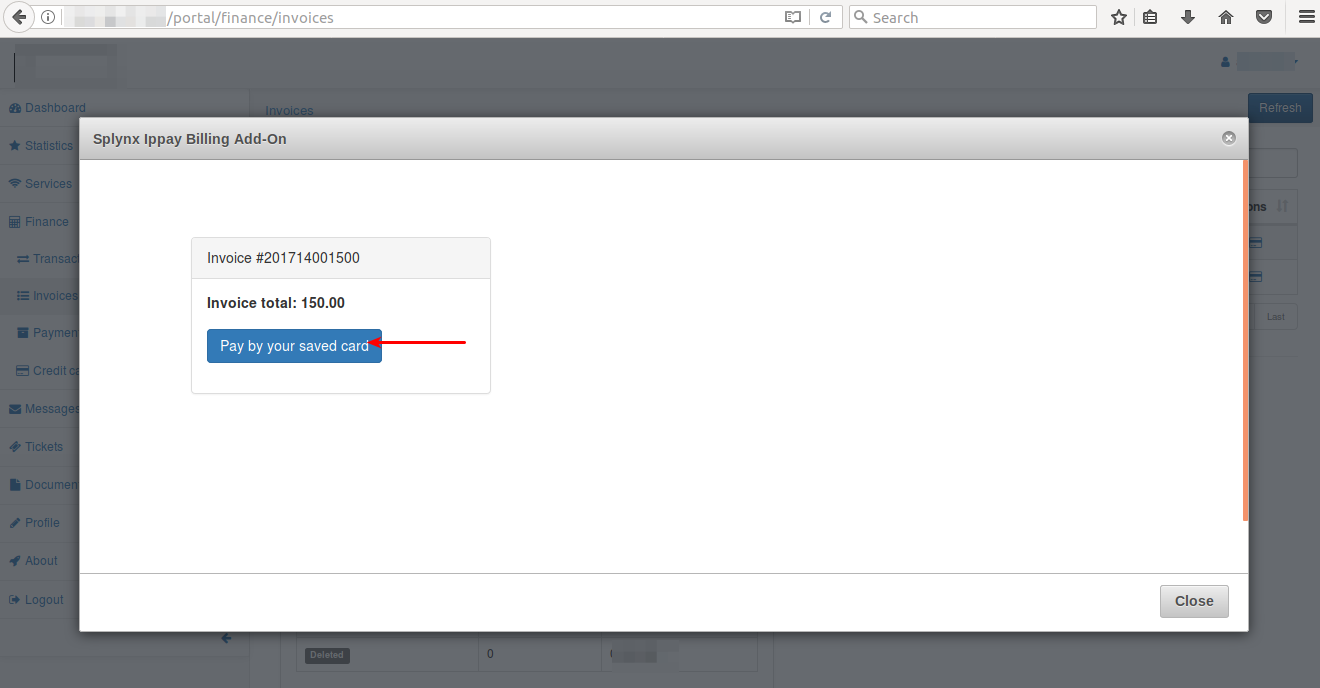 /portal/finance/invoices
Search
Dashboard
Statistics
Services
Finance
Transact
Invoices
Paymen
Credit ca
Messages
Tickets
Documen
Profile
About
Logout
Invoices
Refresh
Splynx Ippay Billing Add-On
Invoice #201714001500
Invoice total: 150.00
Pay by your saved card
ons
Last
Close
Deleted
0